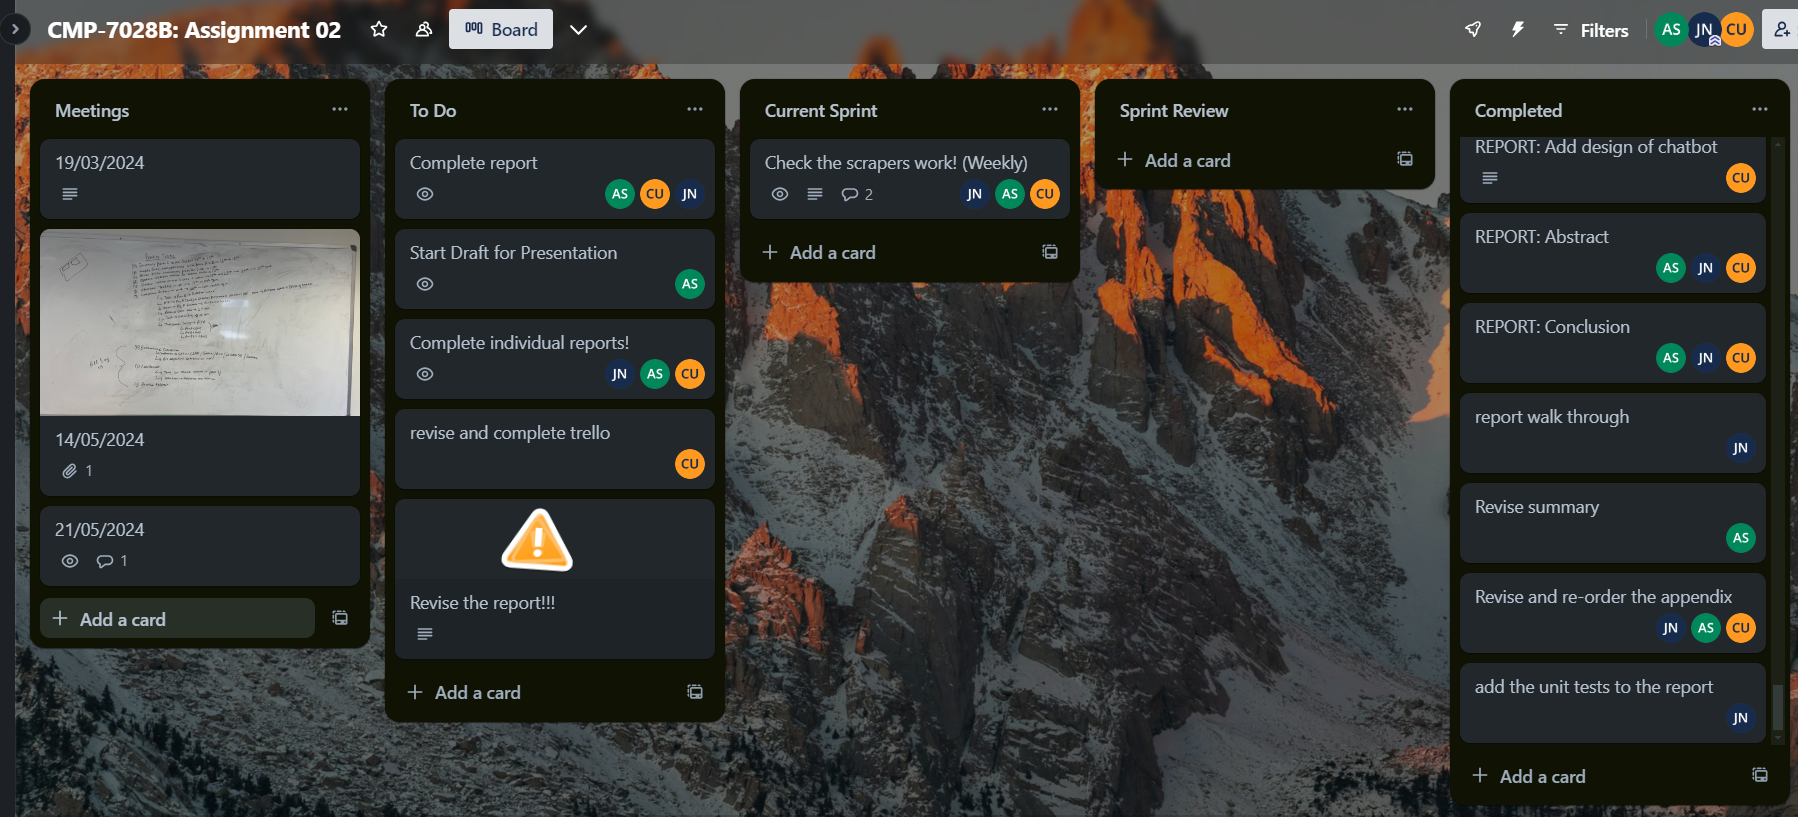 CMP-7028B: Assignment 02
Board
Filters
AS
JN
CU
Meetings
19/03/2024
14/05/2024
1
21/05/2024
1
Add a card
To Do
Complete report
AS CU JN
Start Draft for Presentation
AS
Complete individual reports!
JN AS CU
revise and complete trello
CU
Revise the report!!!
Add a card
Current Sprint
Check the scrapers work! (Weekly)
2 JN AS CU
Add a card
Sprint Review
Add a card
Completed
REPORT: Add design of chatbot
CU
REPORT: Abstract
AS JN CU
REPORT: Conclusion
AS JN CU
report walk through
JN
Revise summary
AS
Revise and re-order the appendix
JN AS CU
add the unit tests to the report
JN
Add a card